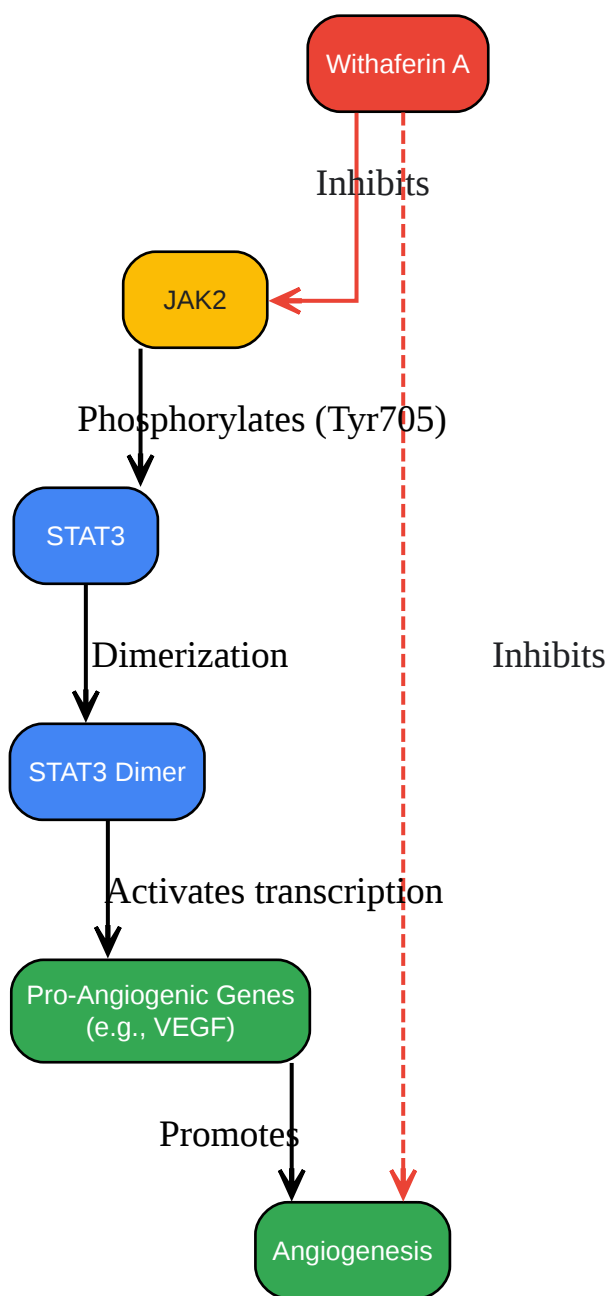 Withaferin A
Inhibits
JAK2
Phosphorylates (Tyr705)
STAT3
Dimerization
Inhibits
STAT3 Dimer
Activates transcription
Pro-Angiogenic Genes
(e.g., VEGF)
Promotes
Angiogenesis